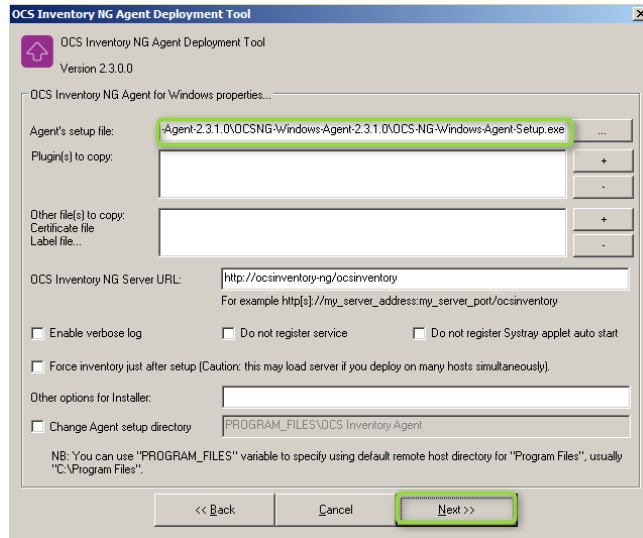 OCS Inventory NG Agent Deployment Tool
OCS Inventory NG Agent Deployment Tool
Version 2.3.0.0
OCS Inventory NG Agent for Windows properties...
Agent's setup file:
-Agent-2.3.1.0\OCSNG-Windows-Agent-2.3.1.0\OCS-NG-Windows-Agent-Setup.exe
...
Plugin(s) to copy:
+
-
Other file(s) to copy:
Certificate file
Label file...
+
-
OCS Inventory NG Server URL:
http://ocsinventory-ng/ocsinventory
For example http[s]://my_server_address:my_server_port/ocsinventory
Enable verbose log
Do not register service
Do not register Systray applet auto start
Force inventory just after setup (Caution: this may load server if you deploy on many hosts simultaneously).
Other options for Installer:
Change Agent setup directory
PROGRAM_FILES\OCS Inventory Agent
NB: You can use "PROGRAM_FILES" variable to specify using default remote host directory for "Program Files", usually
"C:\Program Files".
<< Back
Cancel
Next >>